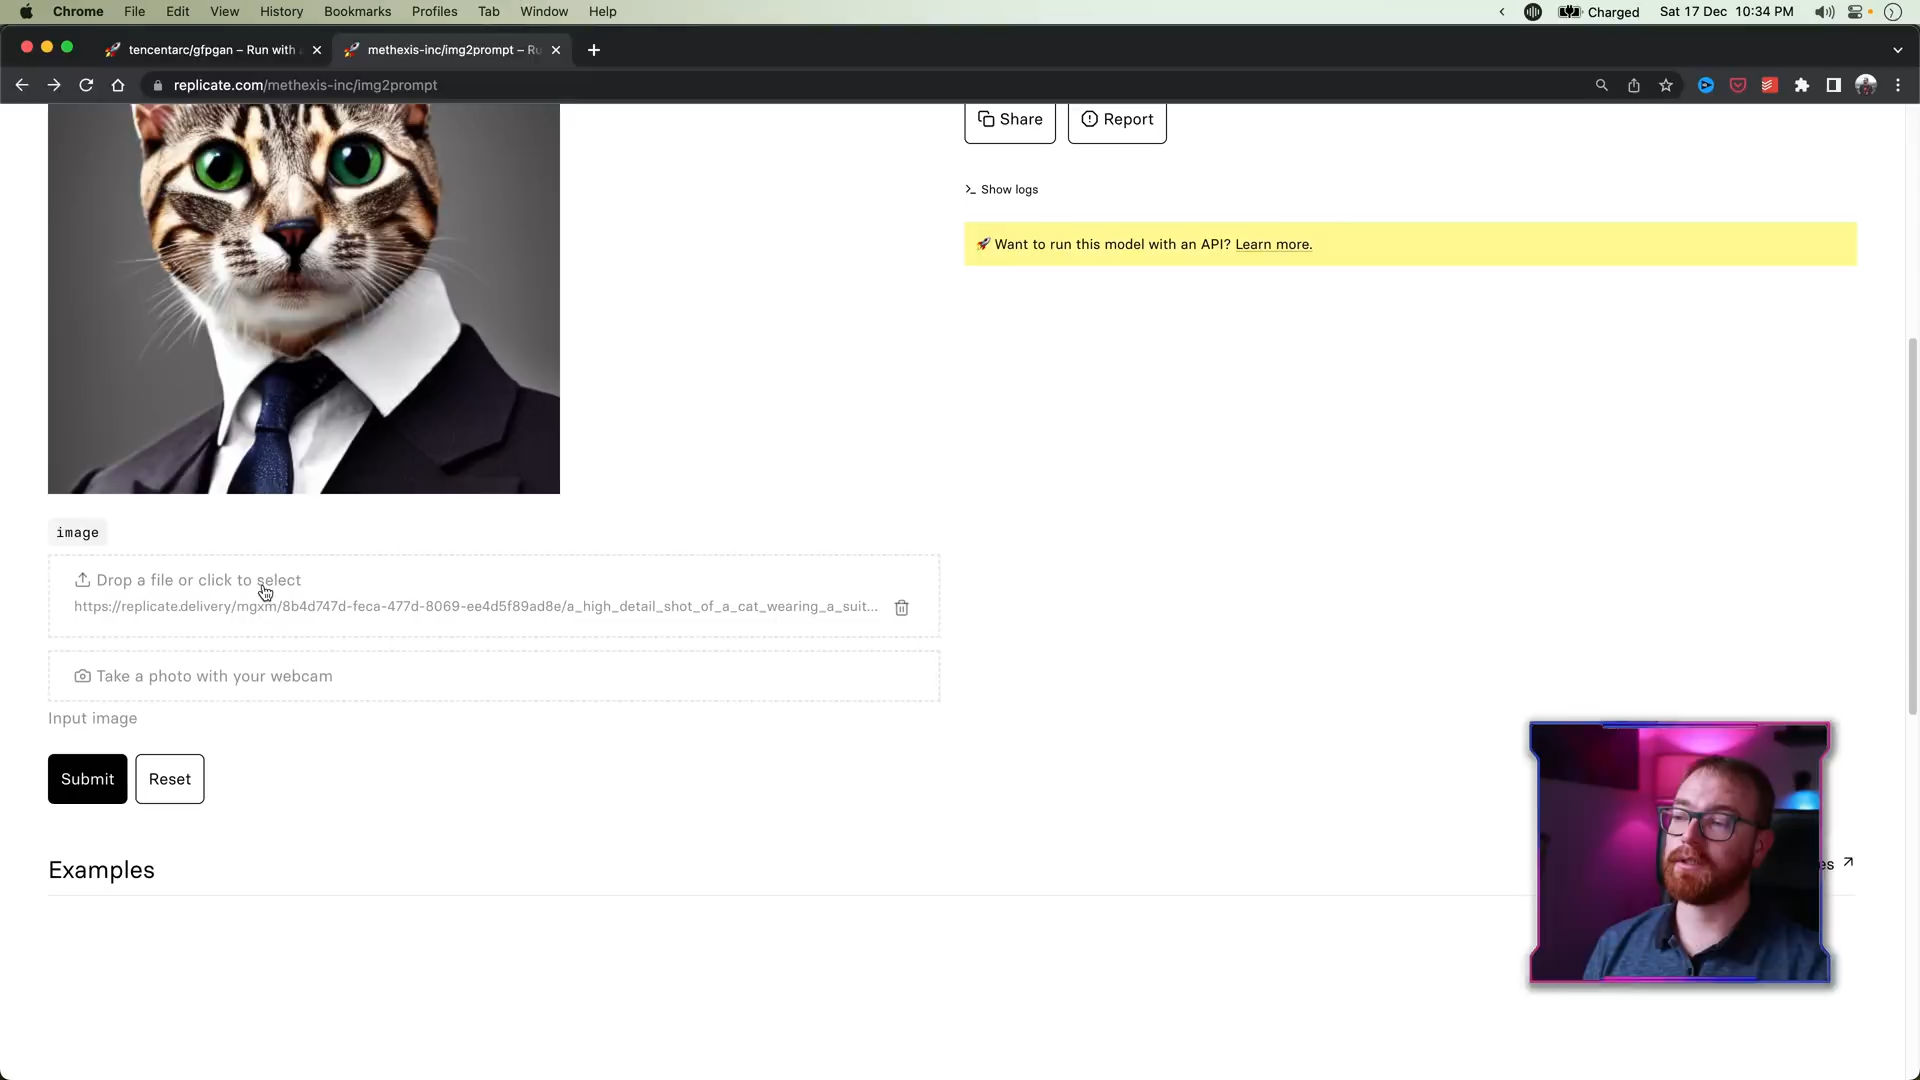 Chrome File Edit View History Bookmarks Profiles Tab Window Help
Charged Sat 17 Dec 10:34 PM
tencentarc/gfpgan – Run with
methexis-inc/img2prompt – Ru
replicate.com/methexis-inc/img2prompt
Share Report
Show logs
Want to run this model with an API? Learn more.
image
Drop a file or click to select
https://replicate.delivery/mgxm/8b4d747d-feca-477d-8069-ee4d5f89ad8e/a_high_detail_shot_of_a_cat_wearing_a_suit...
Take a photo with your webcam
Input image
Submit Reset
Examples
es